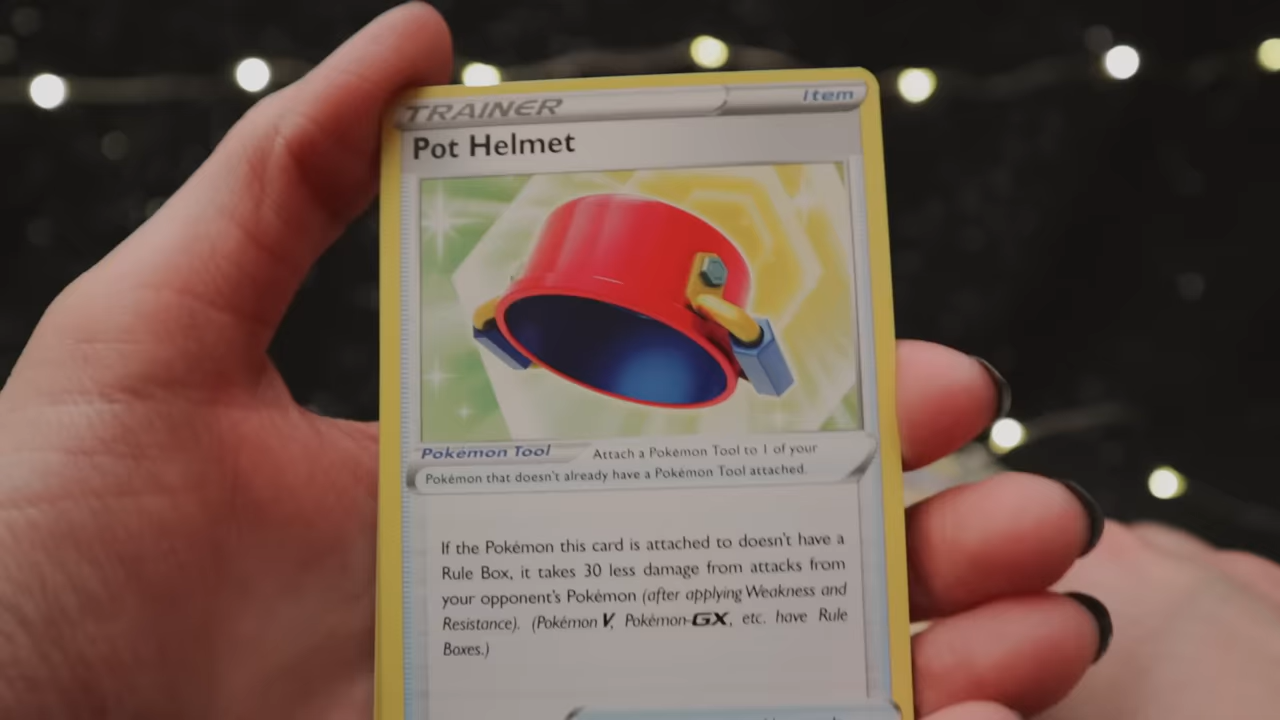 TRAINER Item
Pot Helmet
Pokémon Tool Attach a Pokémon Tool to 1 of your
Pokémon that doesn't already have a Pokémon Tool attached.
If the Pokémon this card is attached to doesn't have a
Rule Box, it takes 30 less damage from attacks from
your opponent's Pokémon (after applying Weakness and
Resistance). (Pokémon V, Pokémon-GX, etc. have Rule
Boxes.)